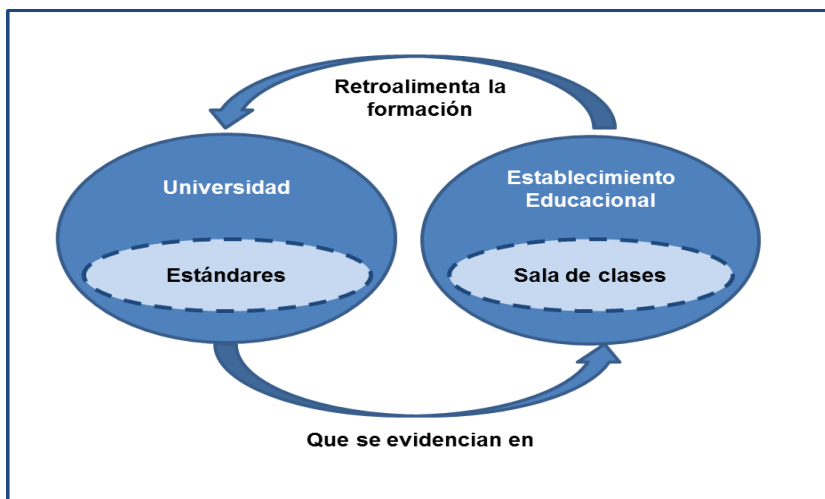 Retroalimenta la
formación
Universidad
Establecimiento
Educacional
Estándares
Sala de clases
Que se evidencian en